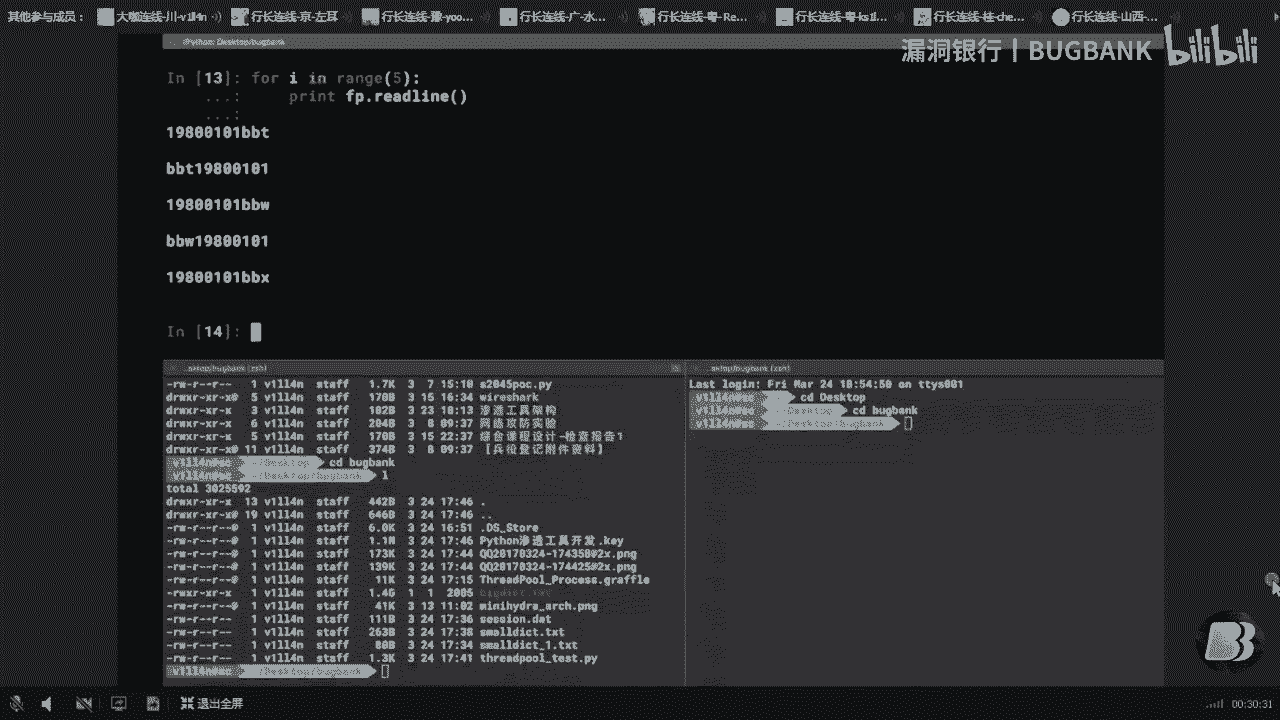 其他参与成员：
大咖连线-川-v1ll4n
行长连线-京-左耳
行长连线-豫-yoo...
行长连线-广-水...
行长连线-粤-Re...
行长连线-粤-ks1l...
行长连线-桂-che...
行长连线-山西-...
IPython: Desktop/bugbank
漏洞银行丨BUGBANK bilibili
In [13]: for i in range(5):
...:     print fp.readline()
...:
19800101bbt
bbt19800101
19800101bbw
bbw19800101
19800101bbx
In [14]:
-rw-r--r-- 1 v1ll4n staff 1.7K 3 7 15:10 s2045poc.py
drwxr-xr-x@ 5 v1ll4n staff 170B 3 15 16:34 wireshark
drwxr-xr-x 3 v1ll4n staff 102B 3 23 10:13 渗透工具架构
drwxr-xr-x 6 v1ll4n staff 204B 3 8 09:37 网络攻防实验
drwxr-xr-x 5 v1ll4n staff 170B 3 15 22:37 综合课程设计-检查报告1
drwxr-xr-x@ 11 v1ll4n staff 374B 3 8 09:37 【兵役登记附件资料】
v1ll4n@mac ~/Desktop cd bugbank
v1ll4n@mac ~/Desktop/bugbank l
total 3025592
drwxr-xr-x 13 v1ll4n staff 442B 3 24 17:46 .
drwxr-xr-x@ 19 v1ll4n staff 646B 3 24 17:46 ..
-rw-r--r--@ 1 v1ll4n staff 6.0K 3 24 16:51 .DS_Store
-rw-r--r--@ 1 v1ll4n staff 1.1M 3 24 17:46 Python渗透工具开发.key
-rw-r--r--@ 1 v1ll4n staff 173K 3 24 17:44 QQ20170324-174358@2x.png
-rw-r--r--@ 1 v1ll4n staff 139K 3 24 17:44 QQ20170324-174425@2x.png
-rw-r--r--@ 1 v1ll4n staff 11K 3 24 17:15 ThreadPool_Process.graffle
-rwxr-xr-x 1 v1ll4n staff 1.4G 1 1 2005
-rw-r--r--@ 1 v1ll4n staff 41K 3 13 11:02 minihydra_arch.png
-rw-r--r-- 1 v1ll4n staff 111B 3 24 17:36 session.dat
-rw-r--r-- 1 v1ll4n staff 263B 3 24 17:38 smalldict.txt
-rw-r--r-- 1 v1ll4n staff 80B 3 24 17:34 smalldict_1.txt
-rw-r--r-- 1 v1ll4n staff 1.3K 3 24 17:41 threadpool_test.py
v1ll4n@mac ~/Desktop/bugbank
Last login: Fri Mar 24 18:54:50 on ttys001
v1ll4n@mac ~ cd Desktop
v1ll4n@mac ~/Desktop cd bugbank
v1ll4n@mac ~/Desktop/bugbank
退出全屏
00:30:31